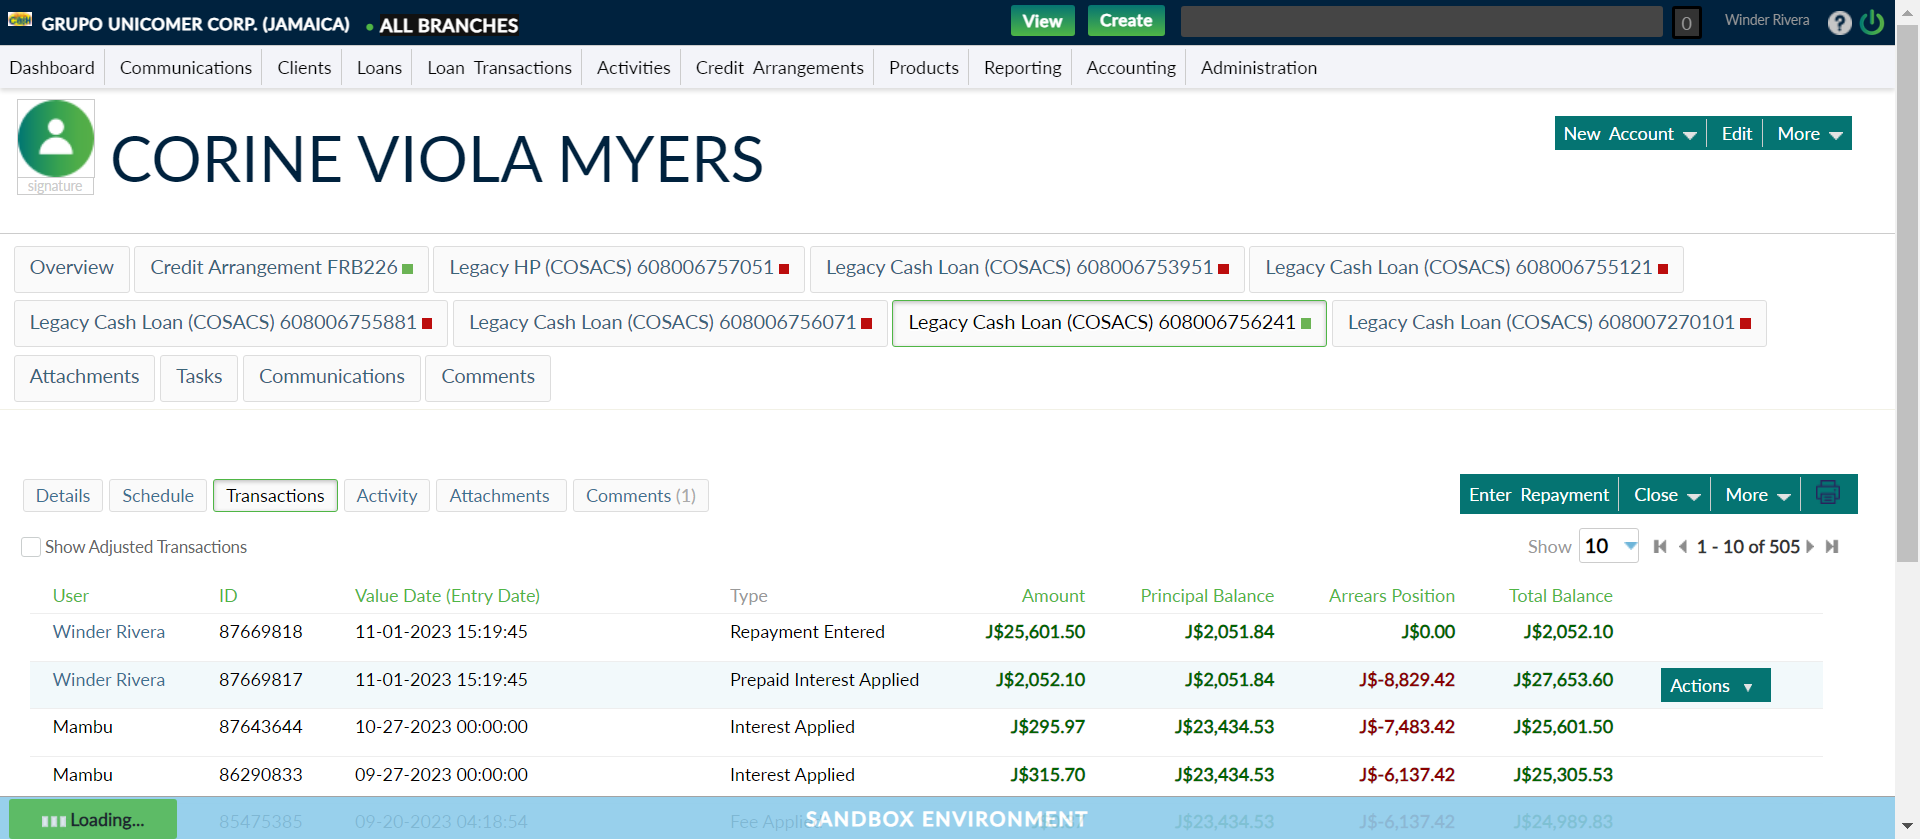 Cash
GRUPO UNICOMER CORP. (JAMAICA) ALL BRANCHES View Create 0 Winder Rivera ?
Dashboard Communications Clients Loans Loan Transactions Activities Credit Arrangements Products Reporting Accounting Administration
signature
CORINE VIOLA MYERS
New Account Edit More
Overview Credit Arrangement FRB226 Legacy HP (COSACS) 608006757051 Legacy Cash Loan (COSACS) 608006753951 Legacy Cash Loan (COSACS) 608006755121
Legacy Cash Loan (COSACS) 608006755881 Legacy Cash Loan (COSACS) 608006756071 Legacy Cash Loan (COSACS) 608006756241 Legacy Cash Loan (COSACS) 608007270101
Attachments Tasks Communications Comments
Details Schedule Transactions Activity Attachments Comments (1) Enter Repayment Close More
Show Adjusted Transactions Show 10 1 - 10 of 505
User ID Value Date (Entry Date) Type Amount Principal Balance Arrears Position Total Balance
Winder Rivera 87669818 11-01-2023 15:19:45 Repayment Entered J$25,601.50 J$2,051.84 J$0.00 J$2,052.10
Winder Rivera 87669817 11-01-2023 15:19:45 Prepaid Interest Applied J$2,052.10 J$2,051.84 J$-8,829.42 J$27,653.60 Actions
Mambu 87643644 10-27-2023 00:00:00 Interest Applied J$295.97 J$23,434.53 J$-7,483.42 J$25,601.50
Mambu 86290833 09-27-2023 00:00:00 Interest Applied J$315.70 J$23,434.53 J$-6,137.42 J$25,305.53
Loading... 85475385 09-20-2023 04:18:54 Fee Applied SANDBOX ENVIRONMENT J$23,434.53 J$-6,137.42 J$24,989.83